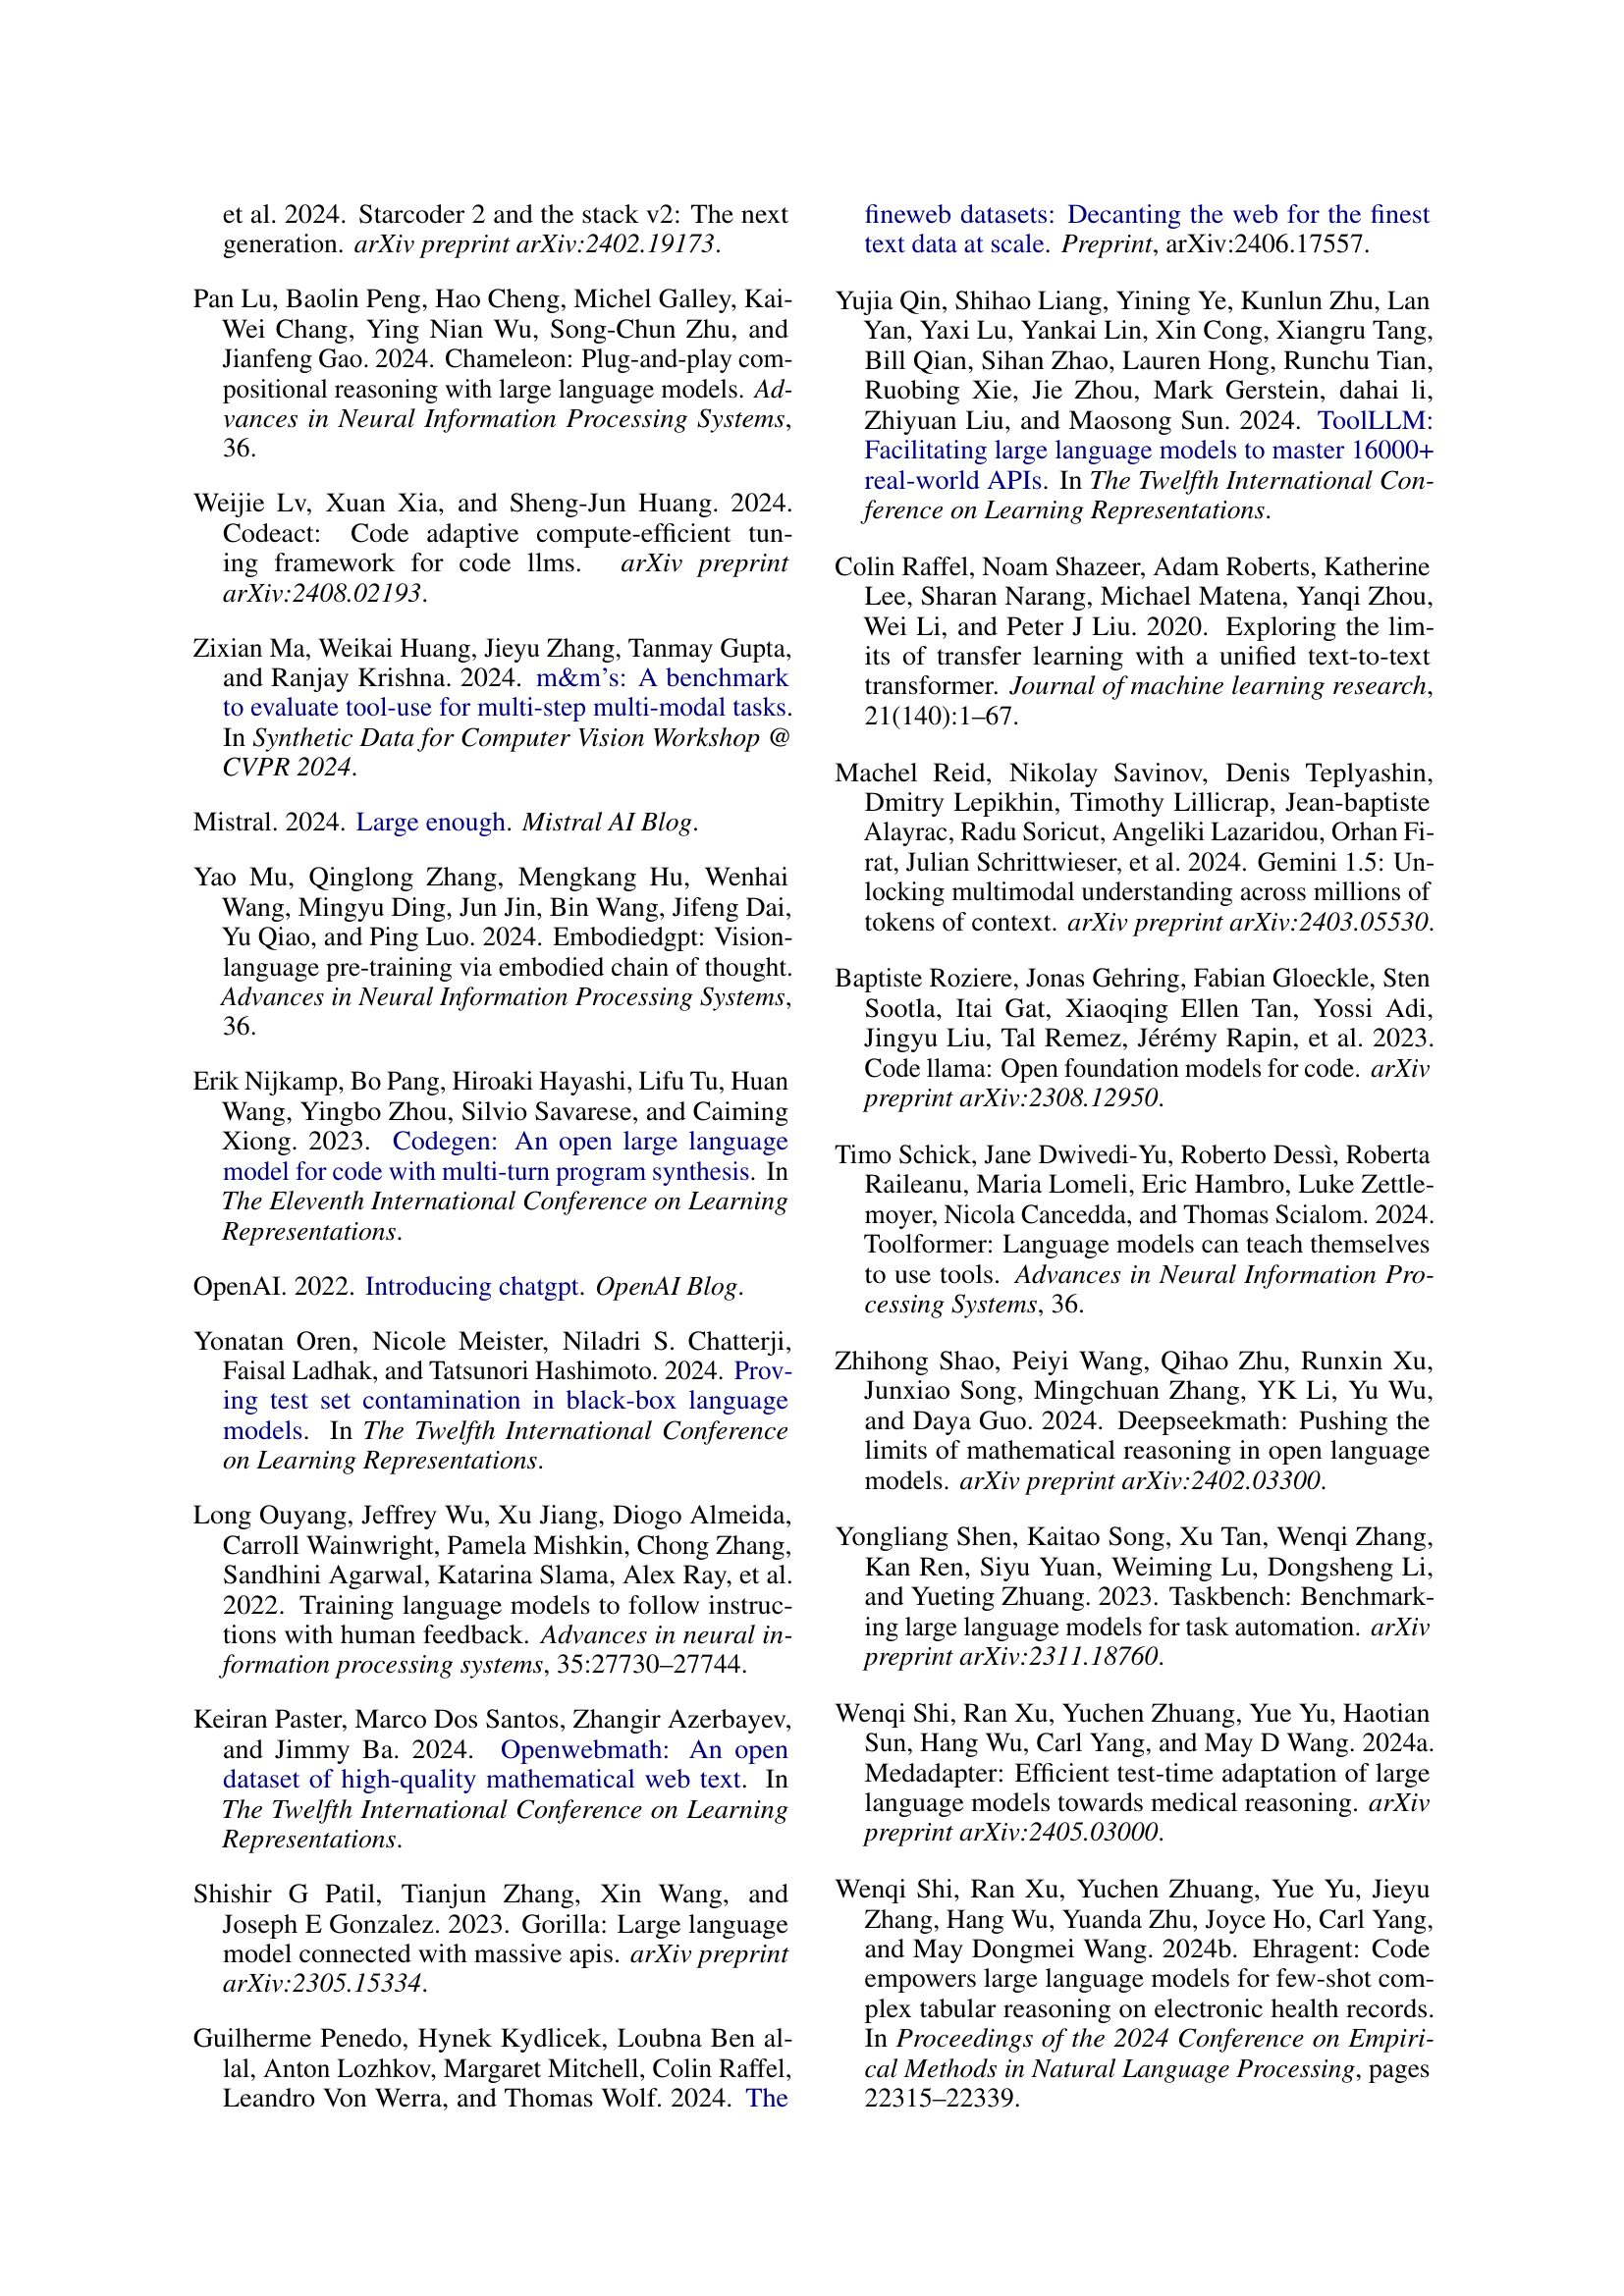 et al. 2024. Starcoder 2 and the stack v2: The next
generation. arXiv preprint arXiv:2402.19173.
Pan Lu, Baolin Peng, Hao Cheng, Michel Galley, Kai-
Wei Chang, Ying Nian Wu, Song-Chun Zhu, and
Jianfeng Gao. 2024. Chameleon: Plug-and-play com-
positional reasoning with large language models. Ad-
vances in Neural Information Processing Systems,
36.
Weijie Lv, Xuan Xia, and Sheng-Jun Huang. 2024.
Codeact: Code adaptive compute-efficient tun-
ing framework for code llms. arXiv preprint
arXiv:2408.02193.
Zixian Ma, Weikai Huang, Jieyu Zhang, Tanmay Gupta,
and Ranjay Krishna. 2024. m&m's: A benchmark
to evaluate tool-use for multi-step multi-modal tasks.
In Synthetic Data for Computer Vision Workshop @
CVPR 2024.
Mistral. 2024. Large enough. Mistral AI Blog.
Yao Mu, Qinglong Zhang, Mengkang Hu, Wenhai
Wang, Mingyu Ding, Jun Jin, Bin Wang, Jifeng Dai,
Yu Qiao, and Ping Luo. 2024. Embodiedgpt: Vision-
language pre-training via embodied chain of thought.
Advances in Neural Information Processing Systems,
36.
Erik Nijkamp, Bo Pang, Hiroaki Hayashi, Lifu Tu, Huan
Wang, Yingbo Zhou, Silvio Savarese, and Caiming
Xiong. 2023. Codegen: An open large language
model for code with multi-turn program synthesis. In
The Eleventh International Conference on Learning
Representations.
OpenAI. 2022. Introducing chatgpt. OpenAI Blog.
Yonatan Oren, Nicole Meister, Niladri S. Chatterji,
Faisal Ladhak, and Tatsunori Hashimoto. 2024. Prov-
ing test set contamination in black-box language
models. In The Twelfth International Conference
on Learning Representations.
Long Ouyang, Jeffrey Wu, Xu Jiang, Diogo Almeida,
Carroll Wainwright, Pamela Mishkin, Chong Zhang,
Sandhini Agarwal, Katarina Slama, Alex Ray, et al.
2022. Training language models to follow instruc-
tions with human feedback. Advances in neural in-
formation processing systems, 35:27730–27744.
Keiran Paster, Marco Dos Santos, Zhangir Azerbayev,
and Jimmy Ba. 2024. Openwebmath: An open
dataset of high-quality mathematical web text. In
The Twelfth International Conference on Learning
Representations.
Shishir G Patil, Tianjun Zhang, Xin Wang, and
Joseph E Gonzalez. 2023. Gorilla: Large language
model connected with massive apis. arXiv preprint
arXiv:2305.15334.
Guilherme Penedo, Hynek Kydlicek, Loubna Ben al-
lal, Anton Lozhkov, Margaret Mitchell, Colin Raffel,
Leandro Von Werra, and Thomas Wolf. 2024. The
fineweb datasets: Decanting the web for the finest
text data at scale. Preprint, arXiv:2406.17557.
Yujia Qin, Shihao Liang, Yining Ye, Kunlun Zhu, Lan
Yan, Yaxi Lu, Yankai Lin, Xin Cong, Xiangru Tang,
Bill Qian, Sihan Zhao, Lauren Hong, Runchu Tian,
Ruobing Xie, Jie Zhou, Mark Gerstein, dahai li,
Zhiyuan Liu, and Maosong Sun. 2024. ToolLLM:
Facilitating large language models to master 16000+
real-world APIs. In The Twelfth International Con-
ference on Learning Representations.
Colin Raffel, Noam Shazeer, Adam Roberts, Katherine
Lee, Sharan Narang, Michael Matena, Yanqi Zhou,
Wei Li, and Peter J Liu. 2020. Exploring the lim-
its of transfer learning with a unified text-to-text
transformer. Journal of machine learning research,
21(140):1–67.
Machel Reid, Nikolay Savinov, Denis Teplyashin,
Dmitry Lepikhin, Timothy Lillicrap, Jean-baptiste
Alayrac, Radu Soricut, Angeliki Lazaridou, Orhan Fi-
rat, Julian Schrittwieser, et al. 2024. Gemini 1.5: Un-
locking multimodal understanding across millions of
tokens of context. arXiv preprint arXiv:2403.05530.
Baptiste Roziere, Jonas Gehring, Fabian Gloeckle, Sten
Sootla, Itai Gat, Xiaoqing Ellen Tan, Yossi Adi,
Jingyu Liu, Tal Remez, Jérémy Rapin, et al. 2023.
Code llama: Open foundation models for code. arXiv
preprint arXiv:2308.12950.
Timo Schick, Jane Dwivedi-Yu, Roberto Dessì, Roberta
Raileanu, Maria Lomeli, Eric Hambro, Luke Zettle-
moyer, Nicola Cancedda, and Thomas Scialom. 2024.
Toolformer: Language models can teach themselves
to use tools. Advances in Neural Information Pro-
cessing Systems, 36.
Zhihong Shao, Peiyi Wang, Qihao Zhu, Runxin Xu,
Junxiao Song, Mingchuan Zhang, YK Li, Yu Wu,
and Daya Guo. 2024. Deepseekmath: Pushing the
limits of mathematical reasoning in open language
models. arXiv preprint arXiv:2402.03300.
Yongliang Shen, Kaitao Song, Xu Tan, Wenqi Zhang,
Kan Ren, Siyu Yuan, Weiming Lu, Dongsheng Li,
and Yueting Zhuang. 2023. Taskbench: Benchmark-
ing large language models for task automation. arXiv
preprint arXiv:2311.18760.
Wenqi Shi, Ran Xu, Yuchen Zhuang, Yue Yu, Haotian
Sun, Hang Wu, Carl Yang, and May D Wang. 2024a.
Medadapter: Efficient test-time adaptation of large
language models towards medical reasoning. arXiv
preprint arXiv:2405.03000.
Wenqi Shi, Ran Xu, Yuchen Zhuang, Yue Yu, Jieyu
Zhang, Hang Wu, Yuanda Zhu, Joyce Ho, Carl Yang,
and May Dongmei Wang. 2024b. Ehragent: Code
empowers large language models for few-shot com-
plex tabular reasoning on electronic health records.
In Proceedings of the 2024 Conference on Empiri-
cal Methods in Natural Language Processing, pages
22315–22339.